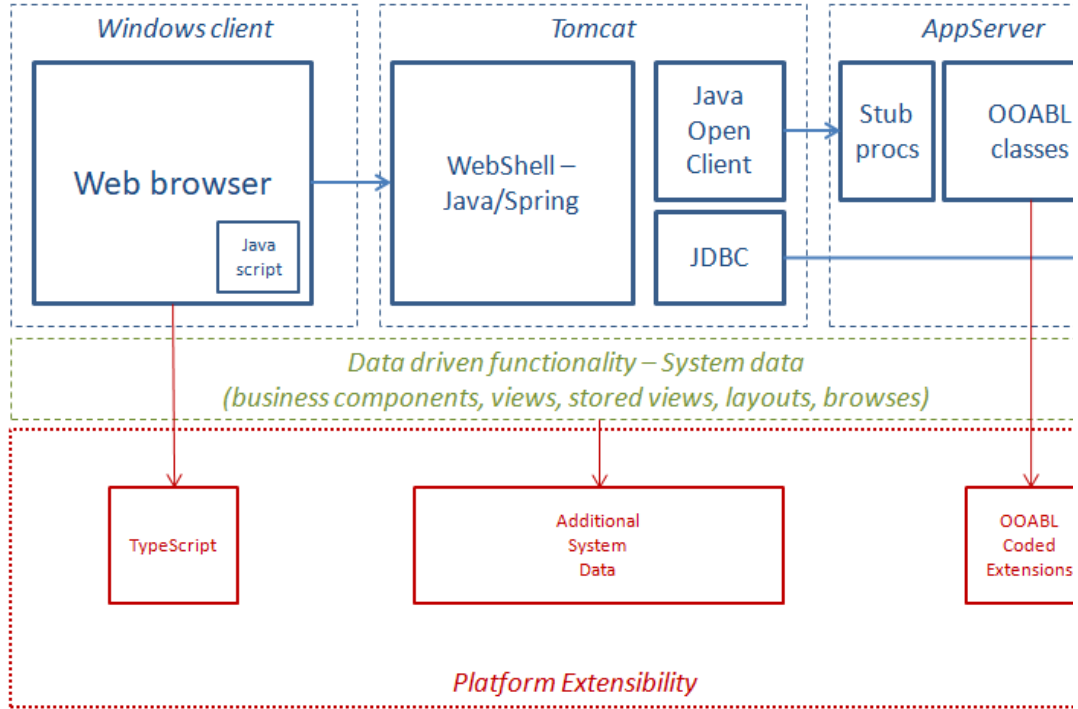 Windows client
Tomcat
AppServer
Web browser
Java
script
WebShell –
Java/Spring
Java
Open
Client
JDBC
Stub
procs
OOABL
classes
Data driven functionality – System data
(business components, views, stored views, layouts, browses)
TypeScript
Additional
System
Data
OOABL
Coded
Extensions
Platform Extensibility